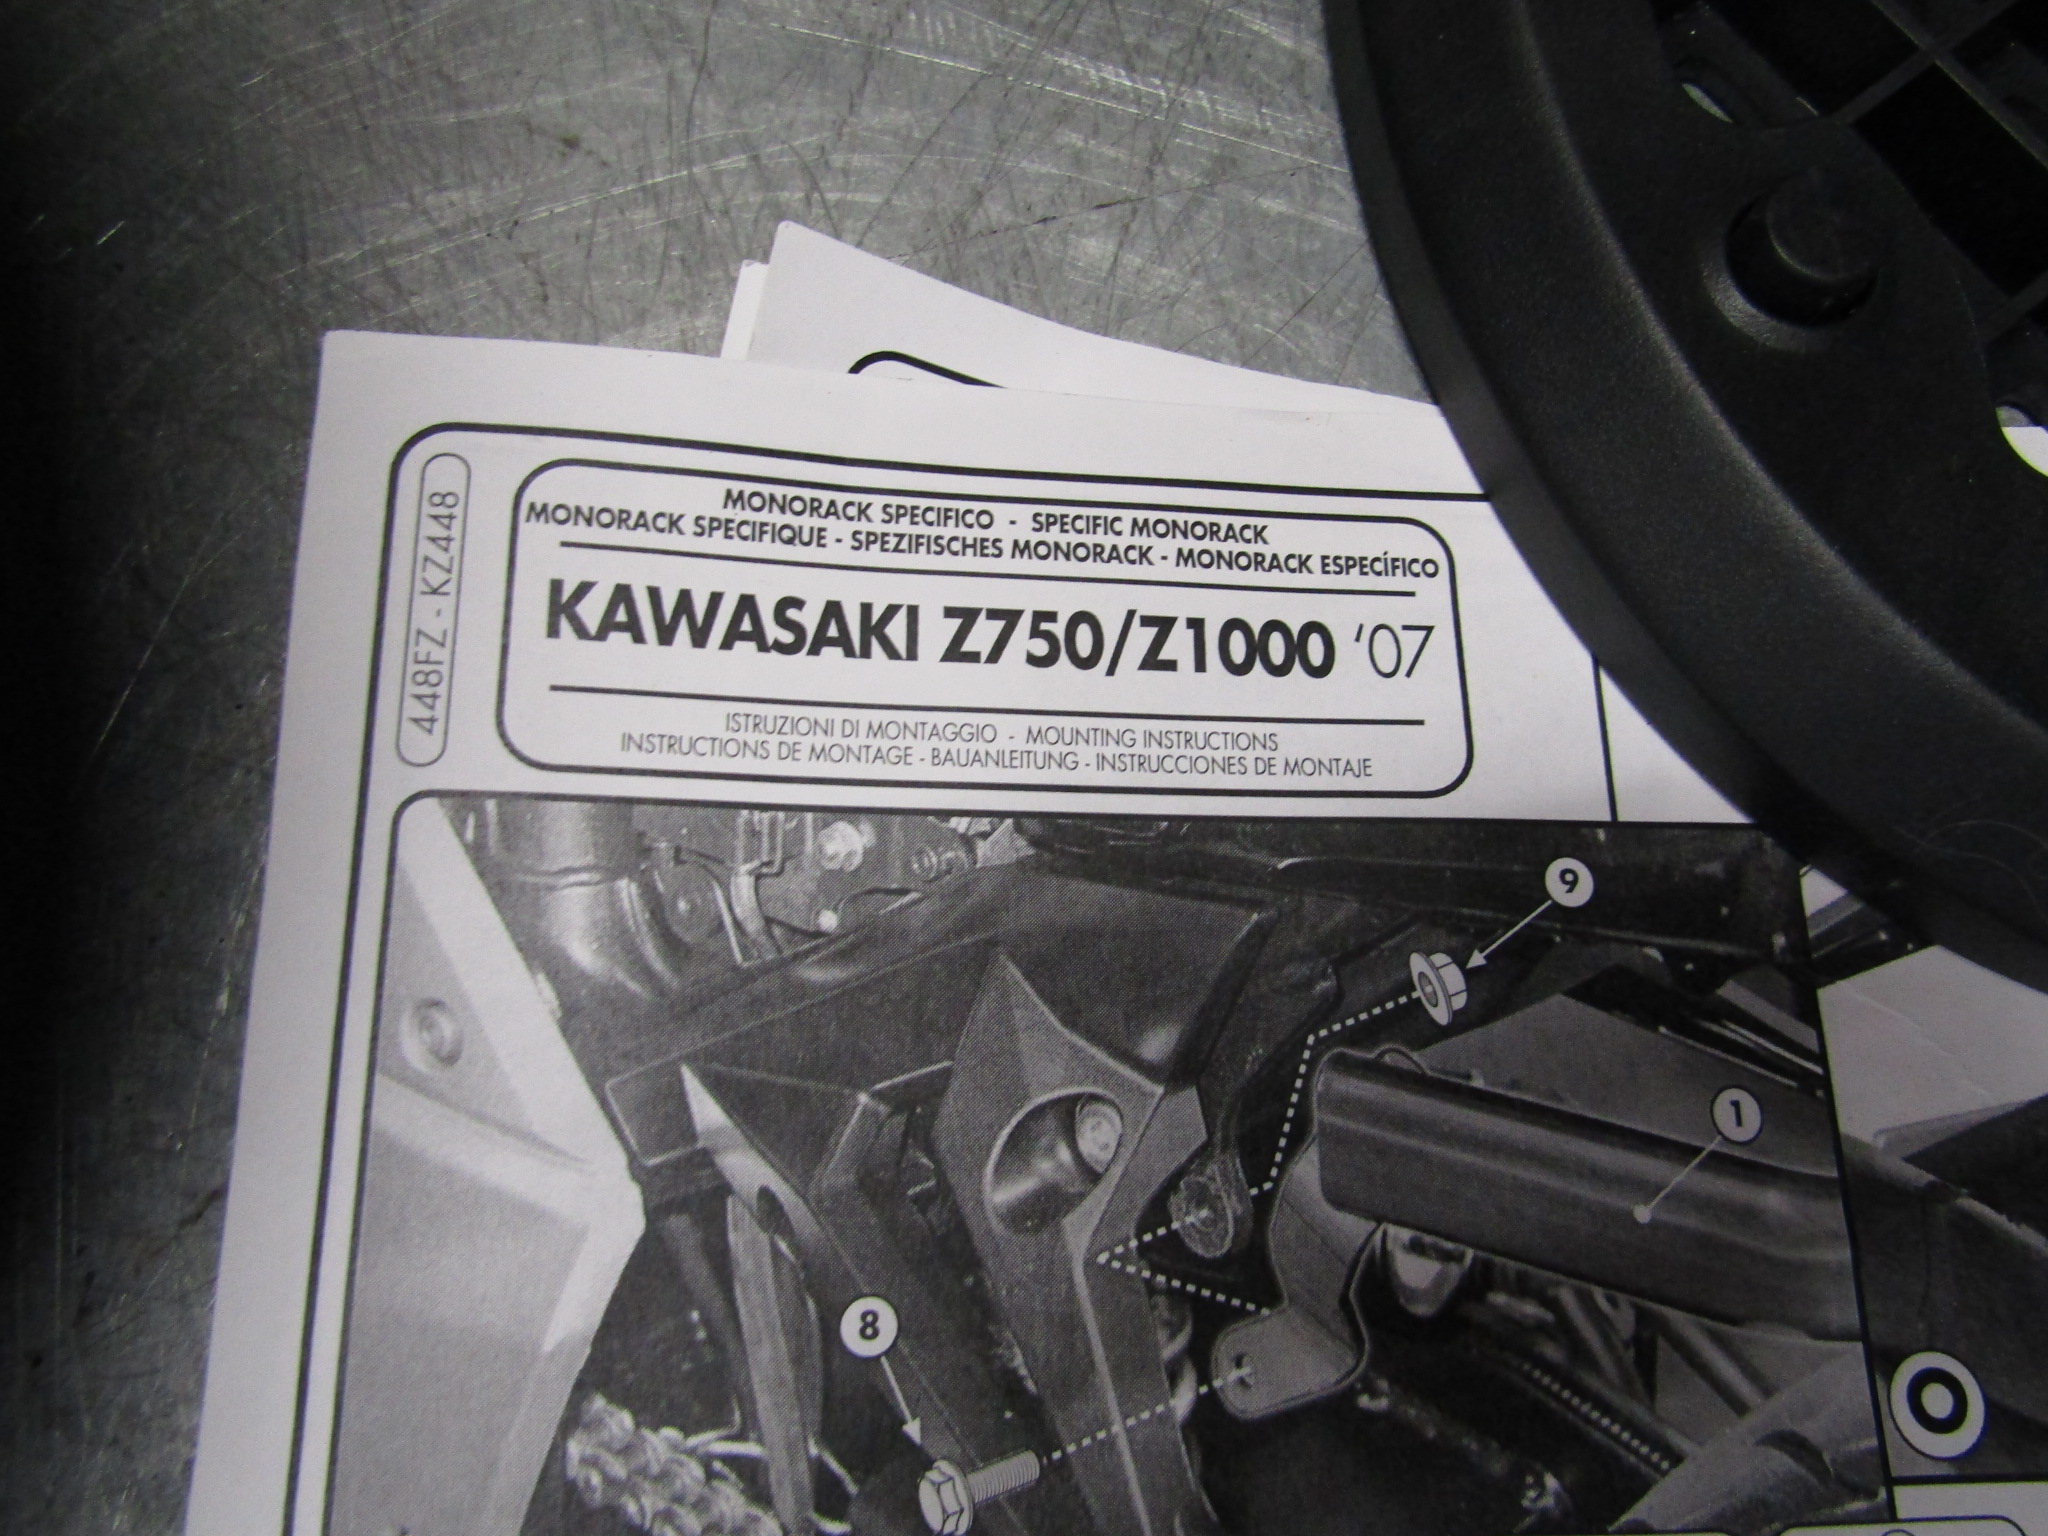 448FZ - KZ448
MONORACK SPECIFICO - SPECIFIC MONORACK
MONORACK SPECIFIQUE - SPEZIFISCHES MONORACK - MONORACK ESPECÍFICO
KAWASAKI Z750/Z1000 '07
ISTRUZIONI DI MONTAGGIO - MOUNTING INSTRUCTIONS
INSTRUCTIONS DE MONTAGE - BAUANLEITUNG - INSTRUCCIONES DE MONTAJE
9
1
8